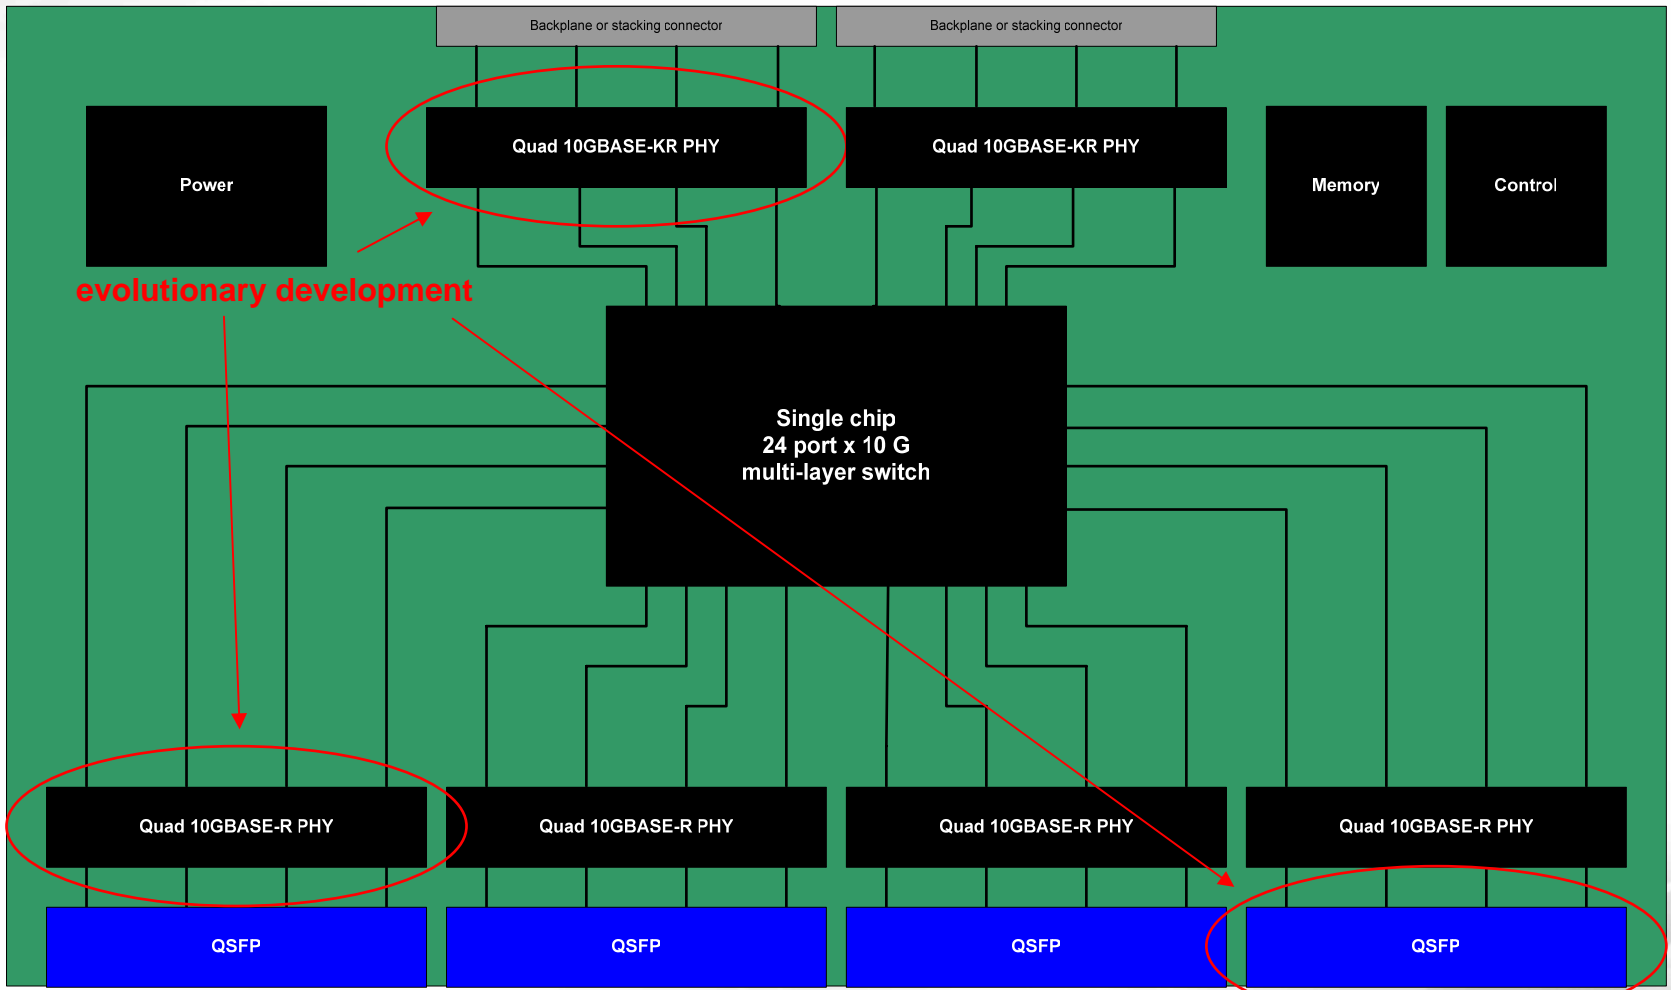 Backplane or stacking connector
Backplane or stacking connector
Quad 10GBASE-KR PHY
Quad 10GBASE-KR PHY
Power
Memory
Control
evolutionary development
Single chip
24 port x 10 G
multi-layer switch
Quad 10GBASE-R PHY
Quad 10GBASE-R PHY
Quad 10GBASE-R PHY
Quad 10GBASE-R PHY
QSFP
QSFP
QSFP
QSFP